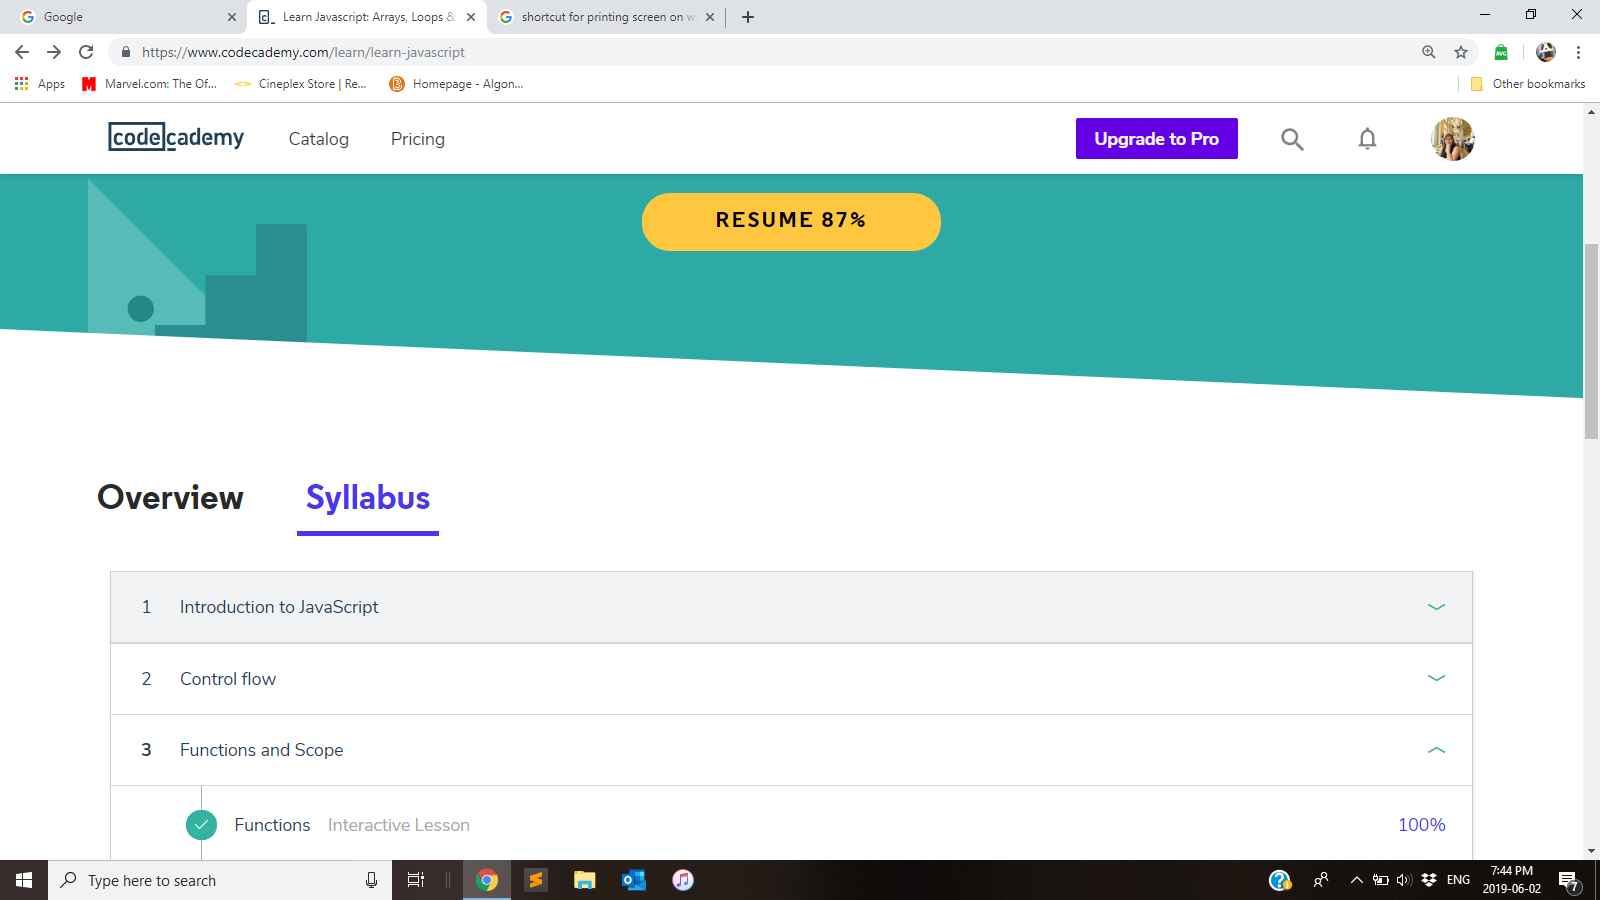 Google
Learn Javascript: Arrays, Loops &
shortcut for printing screen on w
https://www.codecademy.com/learn/learn-javascript
AVG
Apps
Marvel.com: The Of...
Cineplex Store | Re...
Homepage - Algon...
Other bookmarks
codecademy
Catalog
Pricing
Upgrade to Pro
RESUME 87%
Overview
Syllabus
1 Introduction to JavaScript
2 Control flow
3 Functions and Scope
Functions Interactive Lesson 100%
Type here to search
ENG
7:44 PM
2019-06-02
7